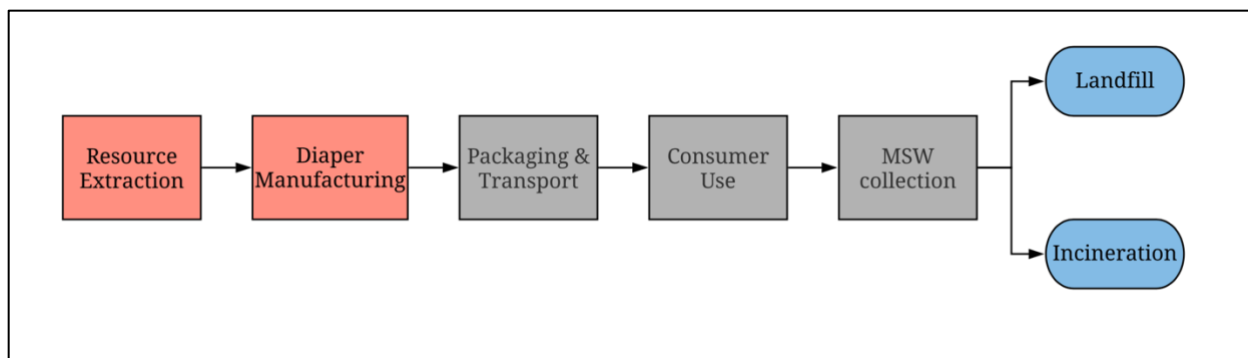 Resource
Extraction
Diaper
Manufacturing
Packaging &
Transport
Consumer
Use
MSW
collection
Landfill
Incineration